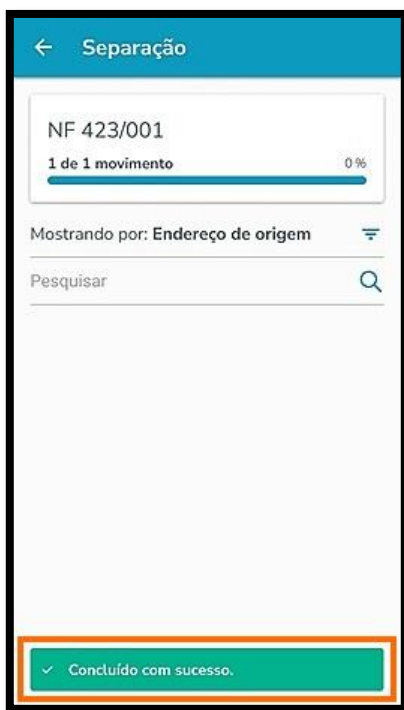 Separação
NF 423/001
1 de 1 movimento 0%
Mostrando por: Endereço de origem
Pesquisar
Concluído com sucesso.